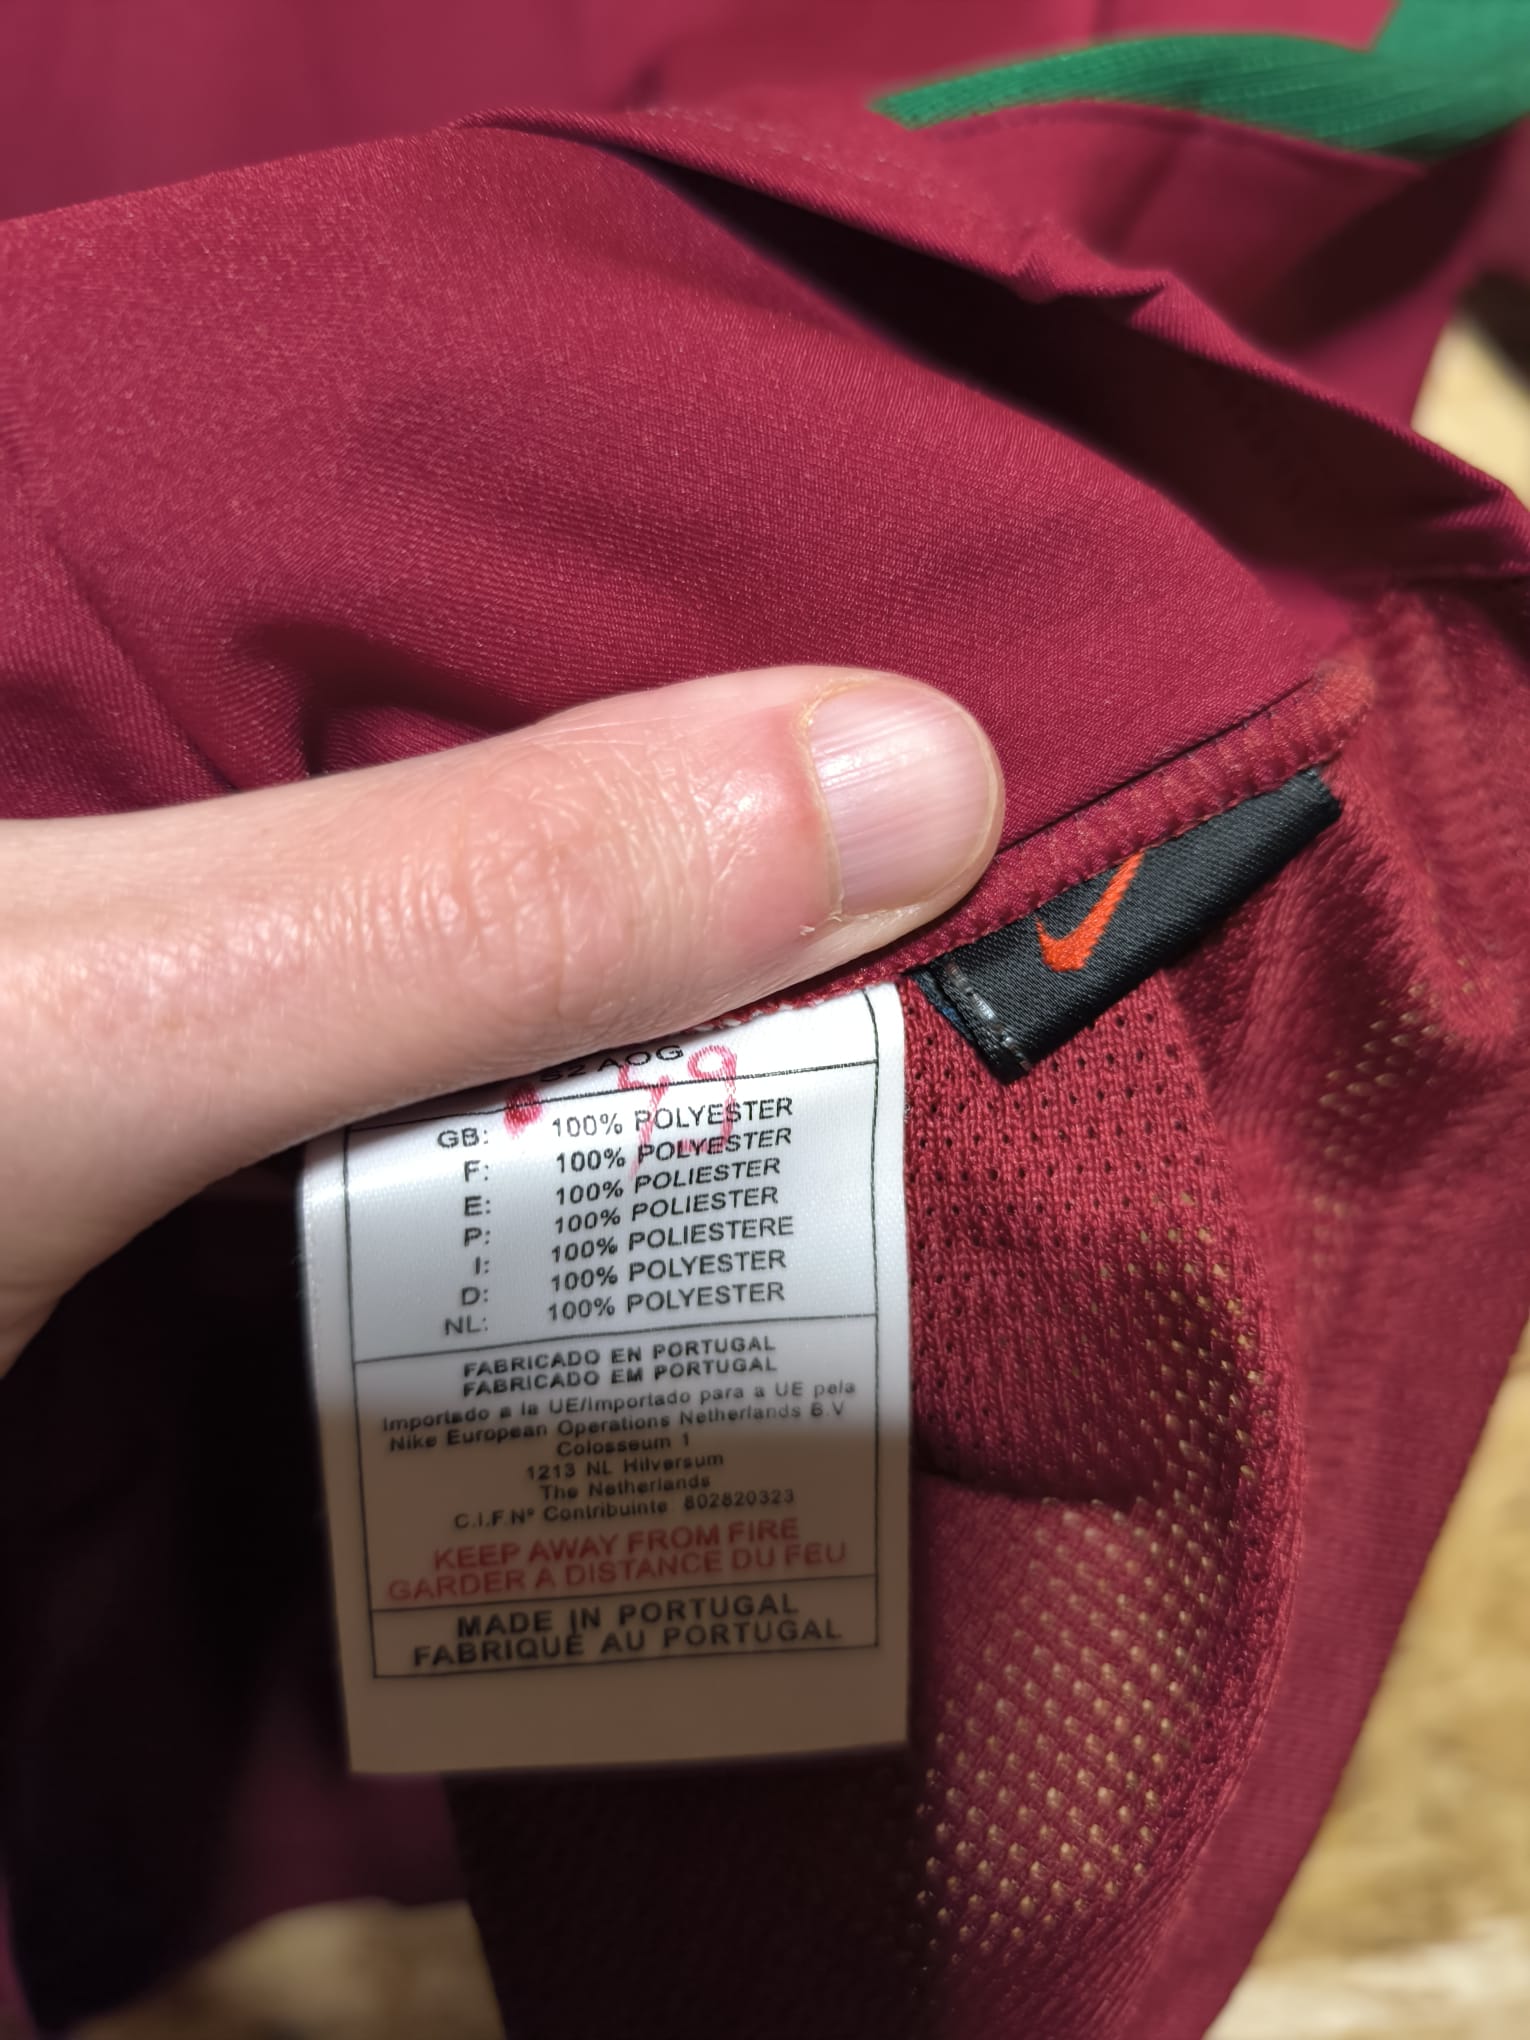 S2 AOG
59
GB: 100% POLYESTER
F: 100% POLYESTER
E: 100% POLIESTER
P: 100% POLIESTER
I: 100% POLIESTERE
D: 100% POLYESTER
NL: 100% POLYESTER
FABRICADO EN PORTUGAL
FABRICADO EM PORTUGAL
Importado a la UE/Importado para a UE pela
Nike European Operations Netherlands B.V
Colosseum 1
1213 NL Hilversum
The Netherlands
C.I.F.Nº Contribuinte 802820323
KEEP AWAY FROM FIRE
GARDER A DISTANCE DU FEU
MADE IN PORTUGAL
FABRIQUÉ AU PORTUGAL